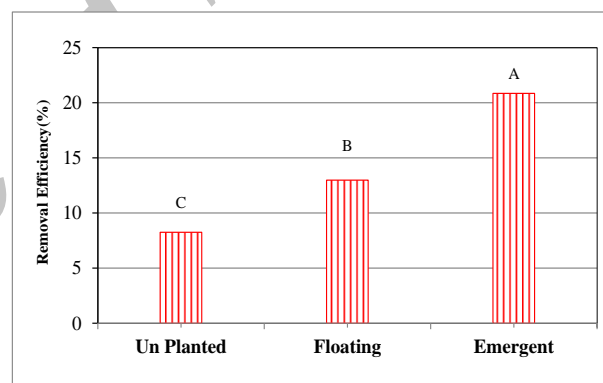 Removal Efficiency(%)
25
20
15
10
5
0
A
B
C
Un Planted
Floating
Emergent